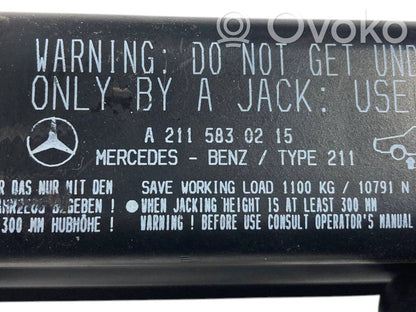 Ovoko
WARNING: DO NOT GET UND
ONLY BY A JACK: USE
A 211 583 02 15
MERCEDES - BENZ / TYPE 211
R DAS NUR MIT DEM
SAVE WORKING LOAD 1100 KG / 10791 N
BEGEBEN !
WHEN JACKING HEIGHT IS AT LEAST 300 MM
300 MM HUBHÖHE !
WARNING ! BEFORE USE CONSULT OPERATOR'S MANUAL